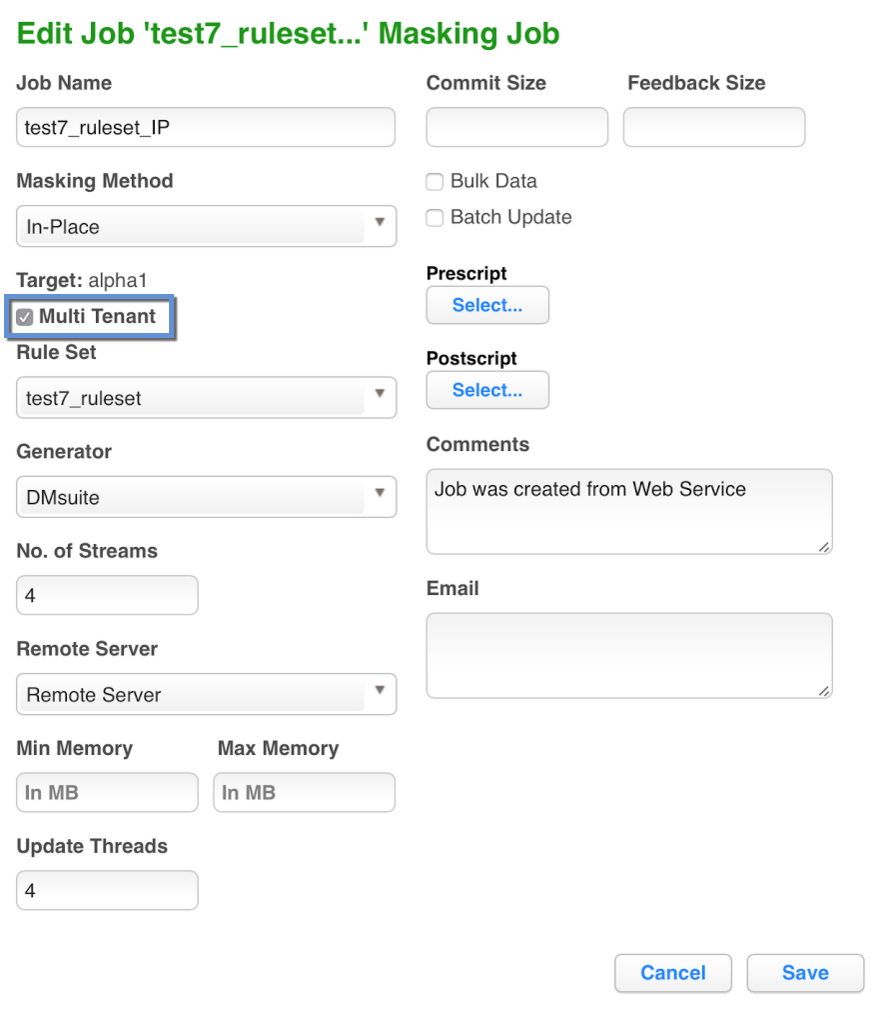 Edit Job 'test7_ruleset...' Masking Job
Job Name
test7_ruleset_IP
Masking Method
In-Place
Target: alpha1
Multi Tenant
Rule Set
test7_ruleset
Generator
DMsuite
No. of Streams
4
Remote Server
Remote Server
Min Memory
Max Memory
In MB
In MB
Update Threads
4
Commit Size
Feedback Size
Bulk Data
Batch Update
Prescript
Select...
Postscript
Select...
Comments
Job was created from Web Service
Email
Cancel
Save